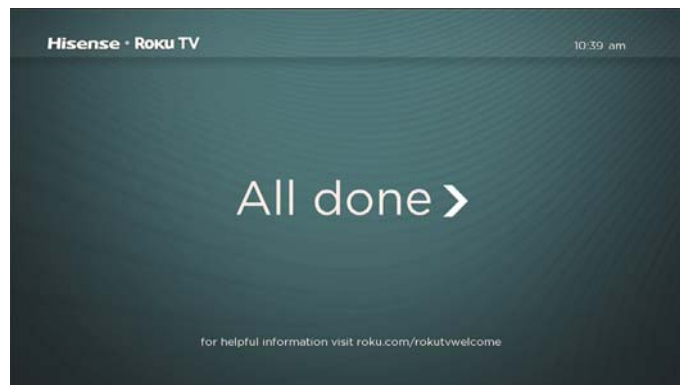 Hisense • Roku TV
10:39 am
All done >
for helpful information visit roku.com/rokutvwelcome